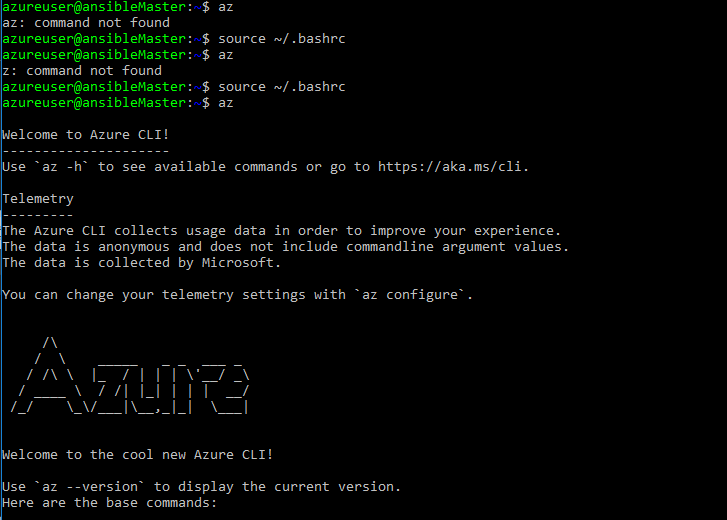 azureuser@ansibleMaster:~$ az
az: command not found
azureuser@ansibleMaster:~$ source ~/.bashrc
azureuser@ansibleMaster:~$ az
z: command not found
azureuser@ansibleMaster:~$ source ~/.bashrc
azureuser@ansibleMaster:~$ az
Welcome to Azure CLI!
---------------------
Use `az -h` to see available commands or go to https://aka.ms/cli.
Telemetry
---------
The Azure CLI collects usage data in order to improve your experience.
The data is anonymous and does not include commandline argument values.
The data is collected by Microsoft.
You can change your telemetry settings with `az configure`.
     /\
    /  \    _____   _ _  ___ _
   / /\ \  |_  / | | | \'__/ _\
  / ____ \  / /| |_| | | |  __/
 /_/    \_\/___|\__,_|_|  \___|
Welcome to the cool new Azure CLI!
Use `az --version` to display the current version.
Here are the base commands: